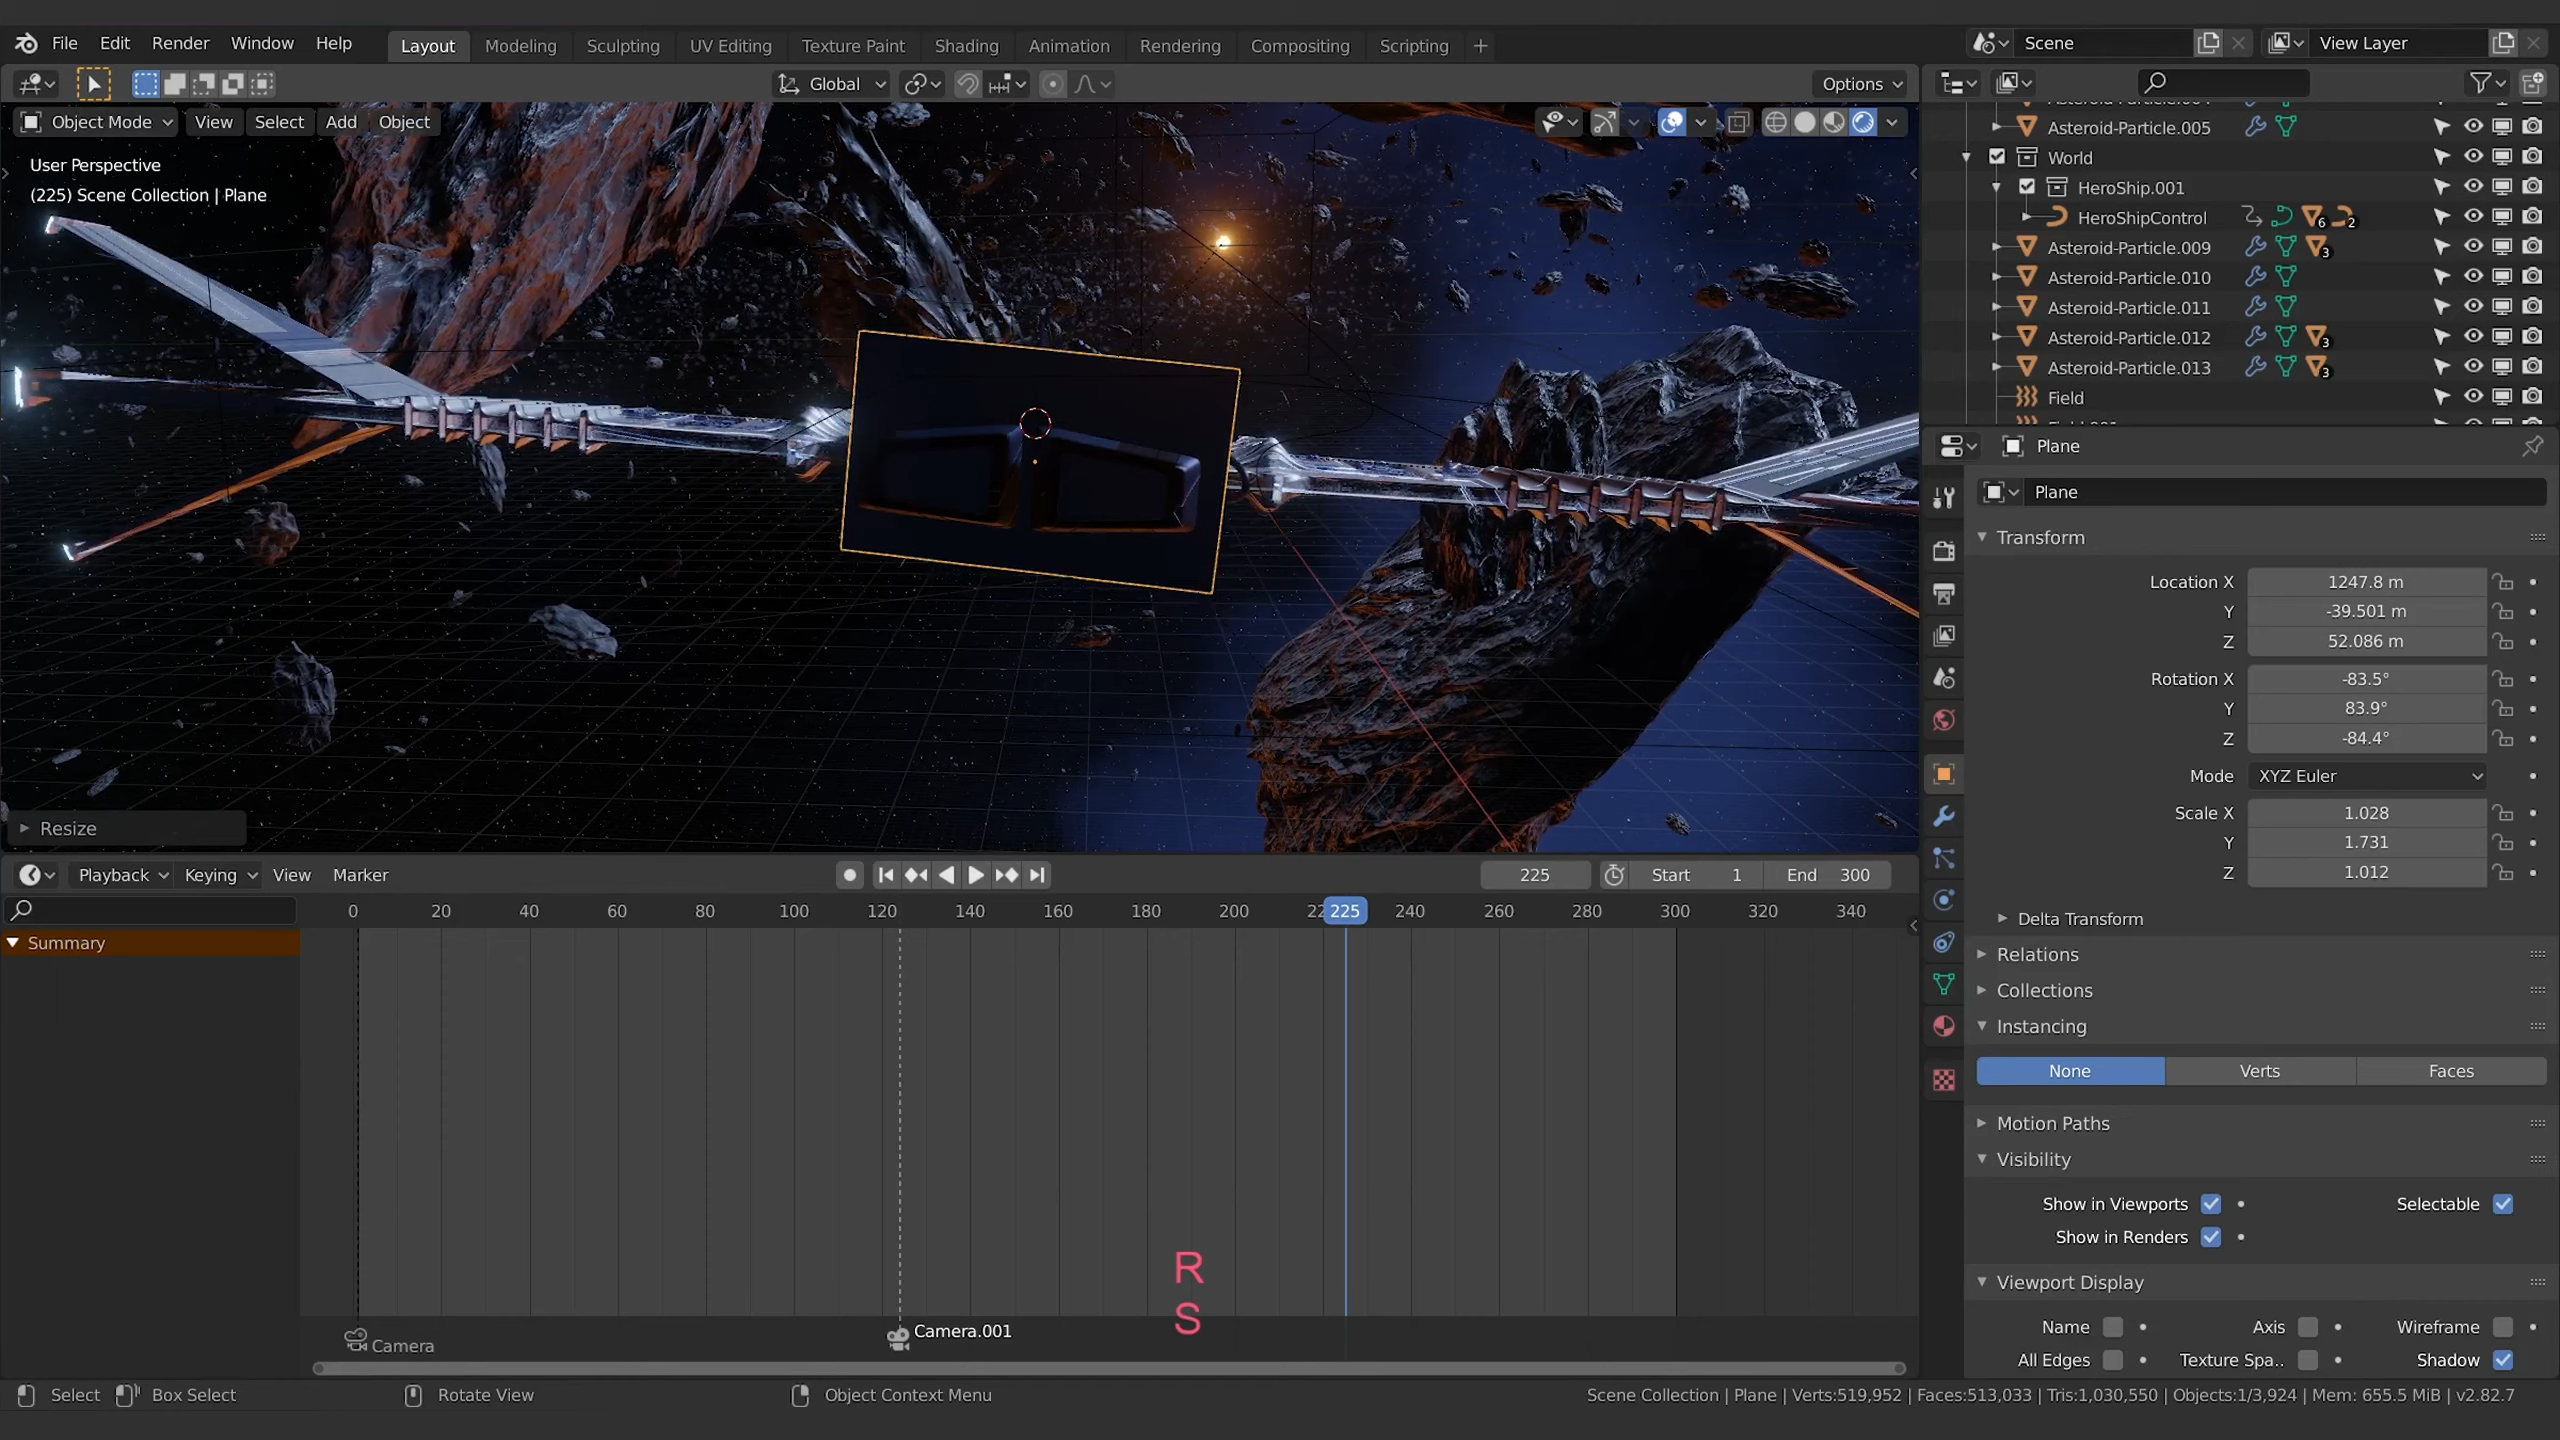 File Edit Render Window Help Layout Modeling Sculpting UV Editing Texture Paint Shading Animation Rendering Compositing Scripting + Scene View Layer
Global Options
Object Mode View Select Add Object
User Perspective
(225) Scene Collection | Plane
Resize
Asteroid-Particle.005
World
HeroShip.001
HeroShipControl 6 2
Asteroid-Particle.009 3
Asteroid-Particle.010
Asteroid-Particle.011
Asteroid-Particle.012 3
Asteroid-Particle.013 3
Field
Plane
Plane
Transform
Location X 1247.8 m
Y -39.501 m
Z 52.086 m
Rotation X -83.5°
Y 83.9°
Z -84.4°
Mode XYZ Euler
Scale X 1.028
Y 1.731
Z 1.012
Delta Transform
Relations
Collections
Instancing
None Verts Faces
Motion Paths
Visibility
Show in Viewports Selectable
Show in Renders
Viewport Display
Name Axis Wireframe
All Edges Texture Spa.. Shadow
Playback Keying View Marker 225 Start 1 End 300
0 20 40 60 80 100 120 140 160 180 200 225 240 260 280 300 320 340
Summary
R
S
Camera Camera.001
Select Box Select Rotate View Object Context Menu Scene Collection | Plane | Verts:519,952 | Faces:513,033 | Tris:1,030,550 | Objects:1/3,924 | Mem: 655.5 MiB | v2.82.7